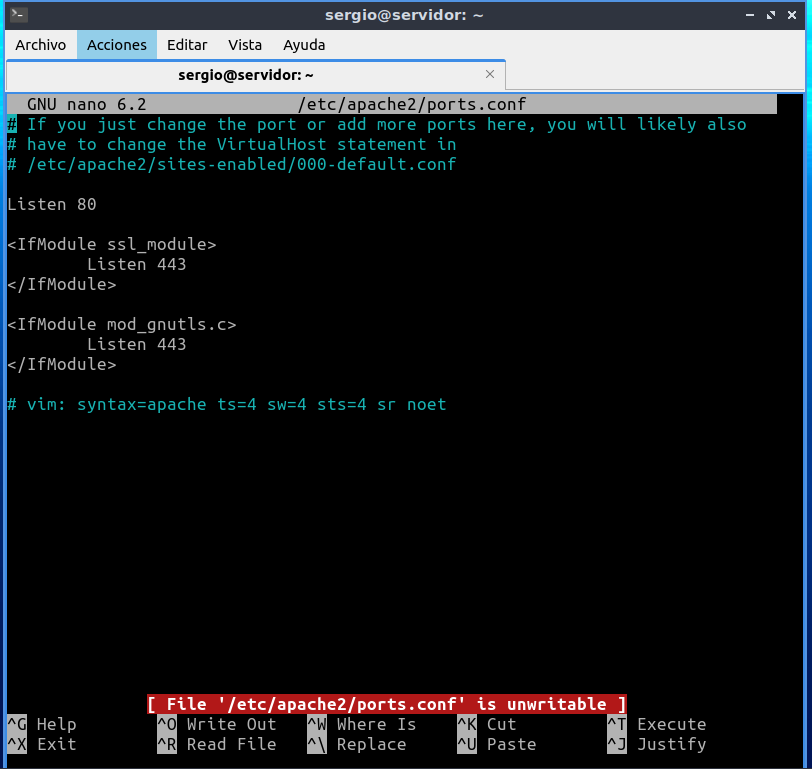 sergio@servidor: ~
Archivo Acciones Editar Vista Ayuda
sergio@servidor: ~
GNU nano 6.2 /etc/apache2/ports.conf
# If you just change the port or add more ports here, you will likely also
# have to change the VirtualHost statement in
# /etc/apache2/sites-enabled/000-default.conf
Listen 80
<IfModule ssl_module>
        Listen 443
</IfModule>
<IfModule mod_gnutls.c>
        Listen 443
</IfModule>
# vim: syntax=apache ts=4 sw=4 sts=4 sr noet
[ File '/etc/apache2/ports.conf' is unwritable ]
^G Help ^O Write Out ^W Where Is ^K Cut ^T Execute
^X Exit ^R Read File ^\ Replace ^U Paste ^J Justify